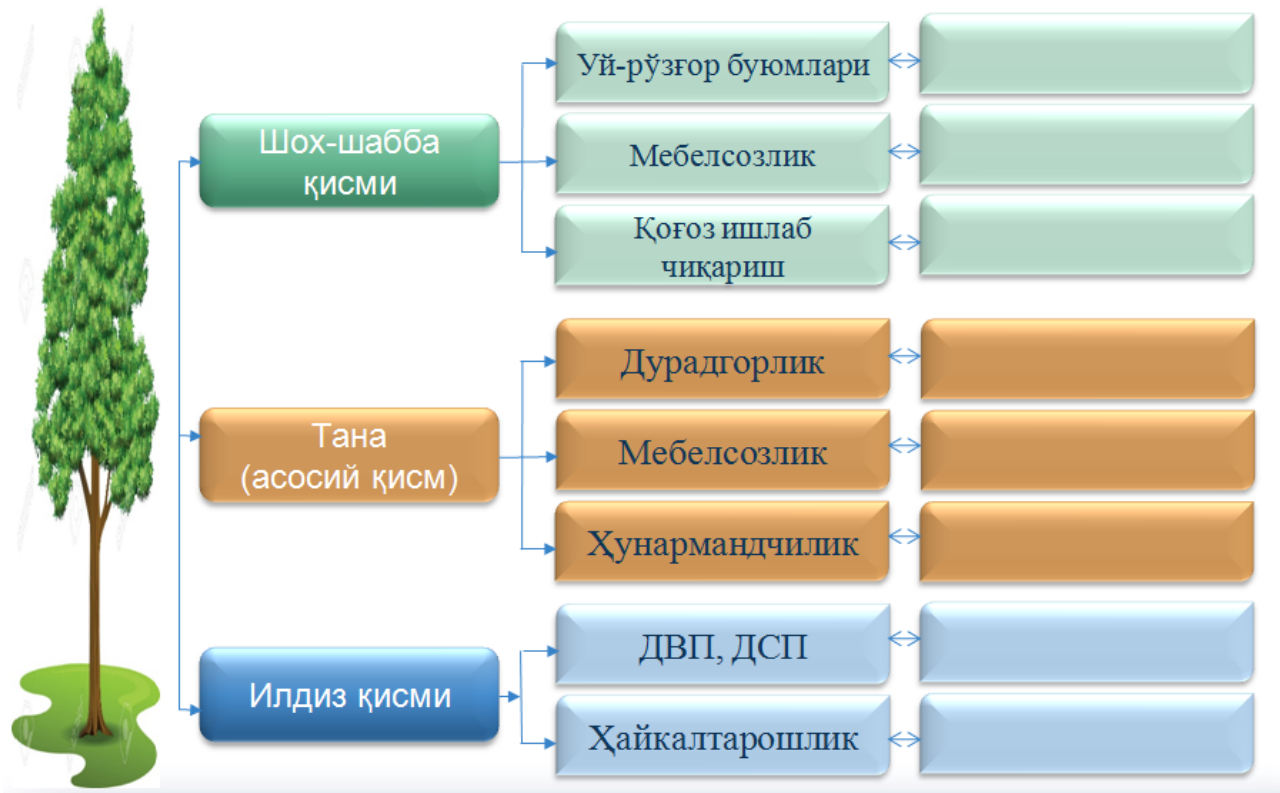 Шох-шабба
қисми
Уй-рўзғор буюмлари
Мебелсозлик
Қоғоз ишлаб
чиқариш
Тана
(асосий қисм)
Дурадгорлик
Мебелсозлик
Ҳунармандчилик
Илдиз қисми
ДВП, ДСП
Ҳайкалтарошлик